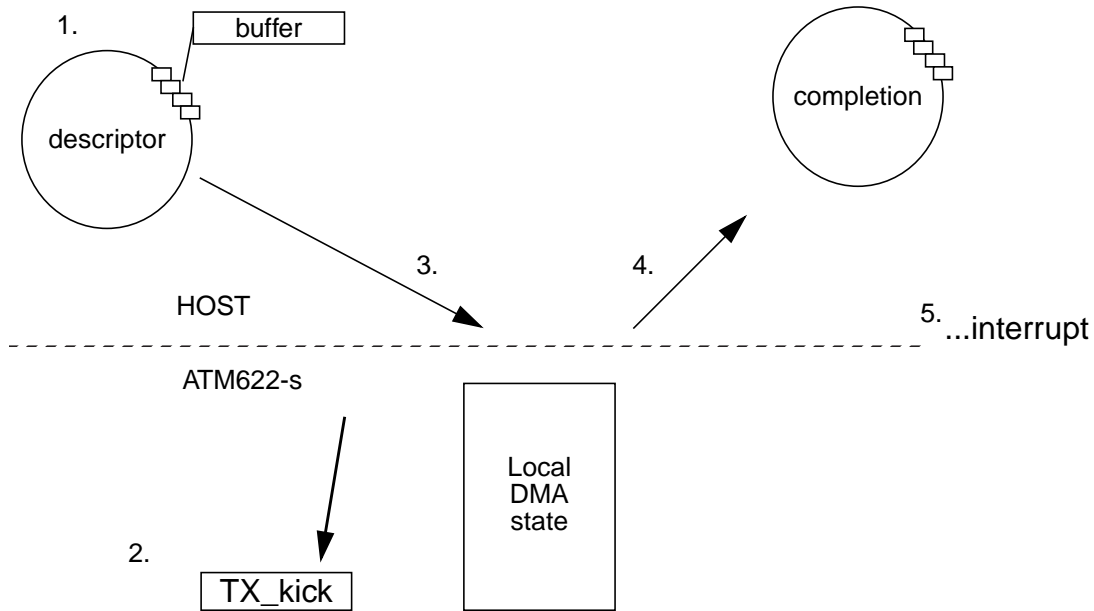 1.
buffer
descriptor
completion
3.
4.
HOST
5. ...interrupt
ATM622-s
Local
DMA
state
2.
TX_kick